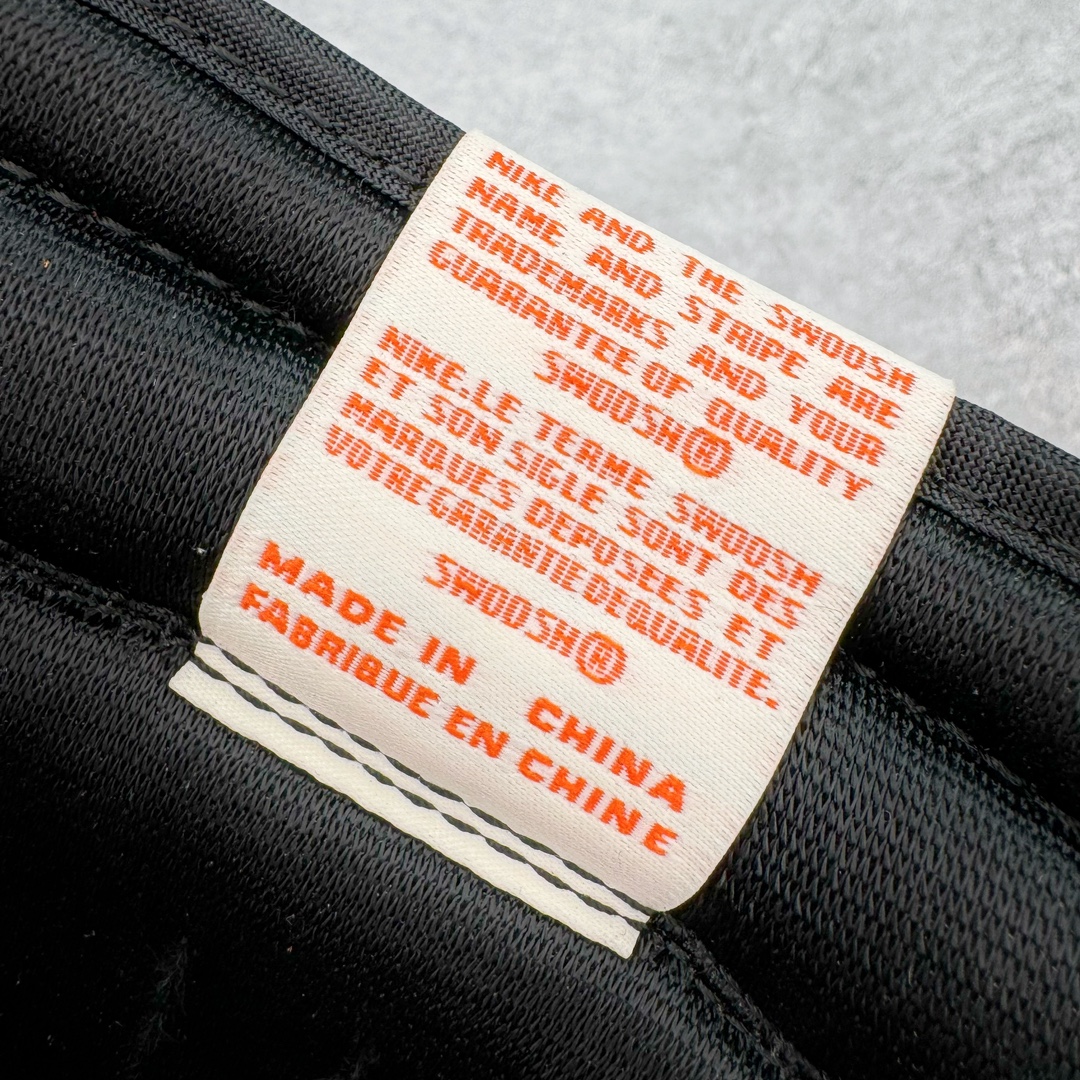 NIKE AND THE SWOOSH
NAME AND STRIPE ARE
TRADEMARKS AND YOUR
GUARANTEE OF QUALITY
SWOOSH®
NIKE.LE TERME SWOOSH
ET SON SIGLE SONT DES
MARQUES DEPOSEES ET
VOTRE GARANTIE DE QUALITE.
SWOOSH®
MADE IN CHINA
FABRIQUE EN CHINE